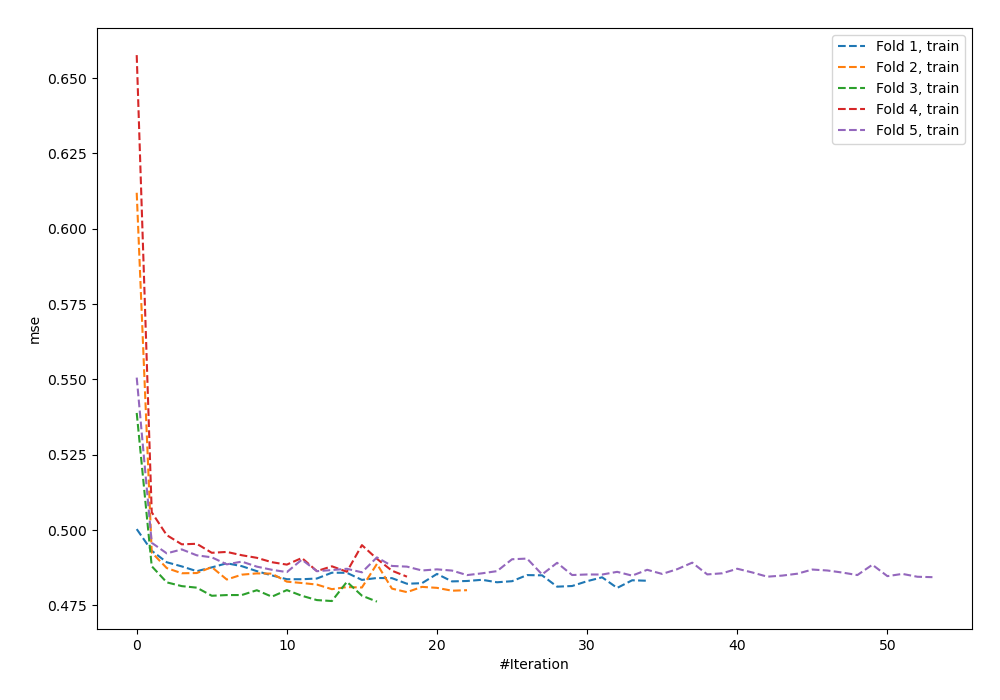 Fold 1, train
Fold 2, train
Fold 3, train
Fold 4, train
Fold 5, train
0.650
0.625
0.600
0.575
0.550
0.525
0.500
0.475
mse
0 10 20 30 40 50
#Iteration